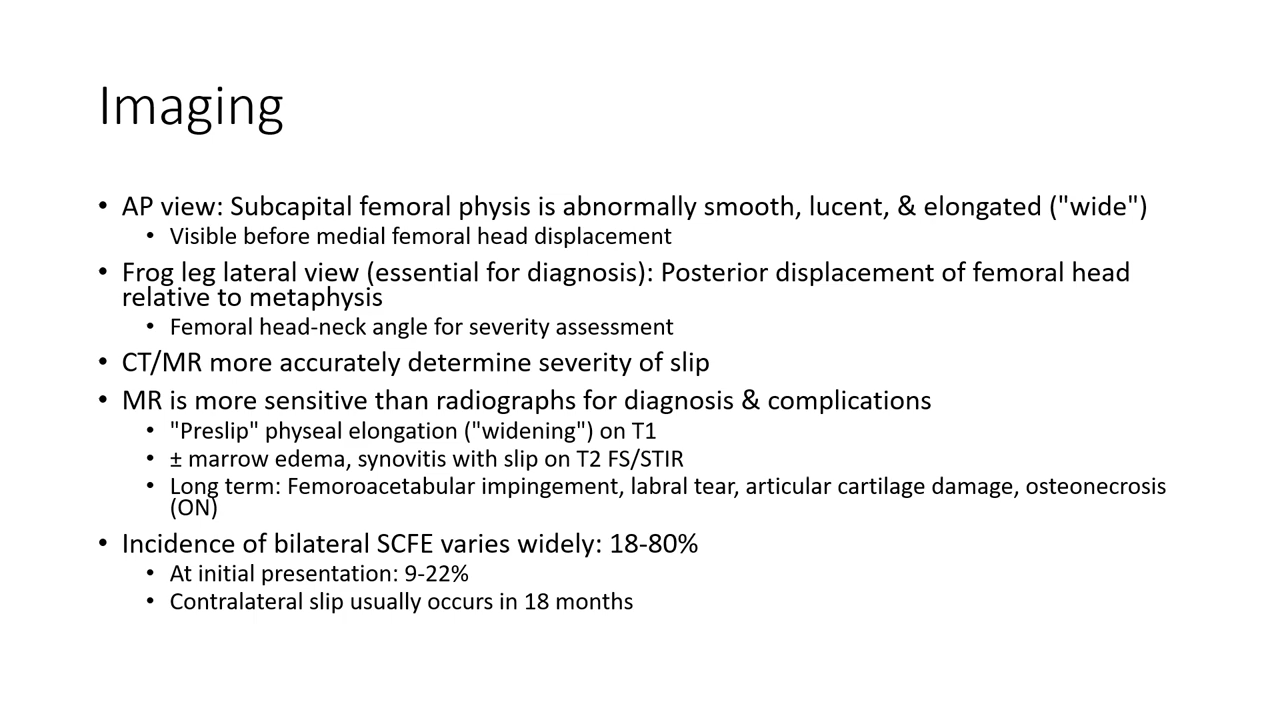 Imaging
• AP view: Subcapital femoral physis is abnormally smooth, lucent, & elongated ("wide")
• Visible before medial femoral head displacement
• Frog leg lateral view (essential for diagnosis): Posterior displacement of femoral head
relative to metaphysis
• Femoral head-neck angle for severity assessment
• CT/MR more accurately determine severity of slip
• MR is more sensitive than radiographs for diagnosis & complications
• "Preslip" physeal elongation ("widening") on T1
• ± marrow edema, synovitis with slip on T2 FS/STIR
• Long term: Femoroacetabular impingement, labral tear, articular cartilage damage, osteonecrosis
(ON)
• Incidence of bilateral SCFE varies widely: 18-80%
• At initial presentation: 9-22%
• Contralateral slip usually occurs in 18 months